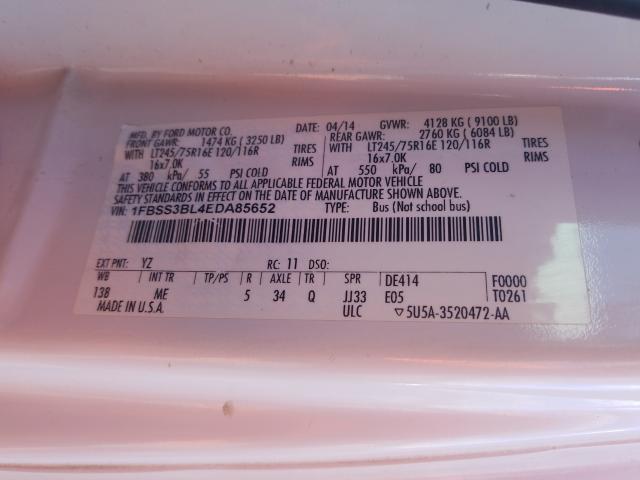 MFD. BY FORD MOTOR CO. DATE: 04/14 GVWR: 4128 KG ( 9100 LB)
FRONT GAWR: 1474 KG ( 3250 LB) REAR GAWR: 2760 KG ( 6084 LB)
WITH LT245/75R16E 120/116R TIRES WITH LT245/75R16E 120/116R TIRES
16x7.0K RIMS 16x7.0K RIMS
AT 380 kPa/ 55 PSI COLD AT 550 kPa/ 80 PSI COLD
THIS VEHICLE CONFORMS TO ALL APPLICABLE FEDERAL MOTOR VEHICLE
SAFETY STANDARDS IN EFFECT ON THE DATE OF MANUFACTURE SHOWN ABOVE.
VIN: 1FBSS3BL4EDA85652 TYPE: Bus (Not school bus)
EXT PNT: YZ RC: 11 DSO:
WB INT TR TP/PS R AXLE TR SPR DE414 F0000
138 ME 5 34 Q JJ33 E05 T0261
MADE IN U.S.A. ULC ▽5U5A-3520472-AA